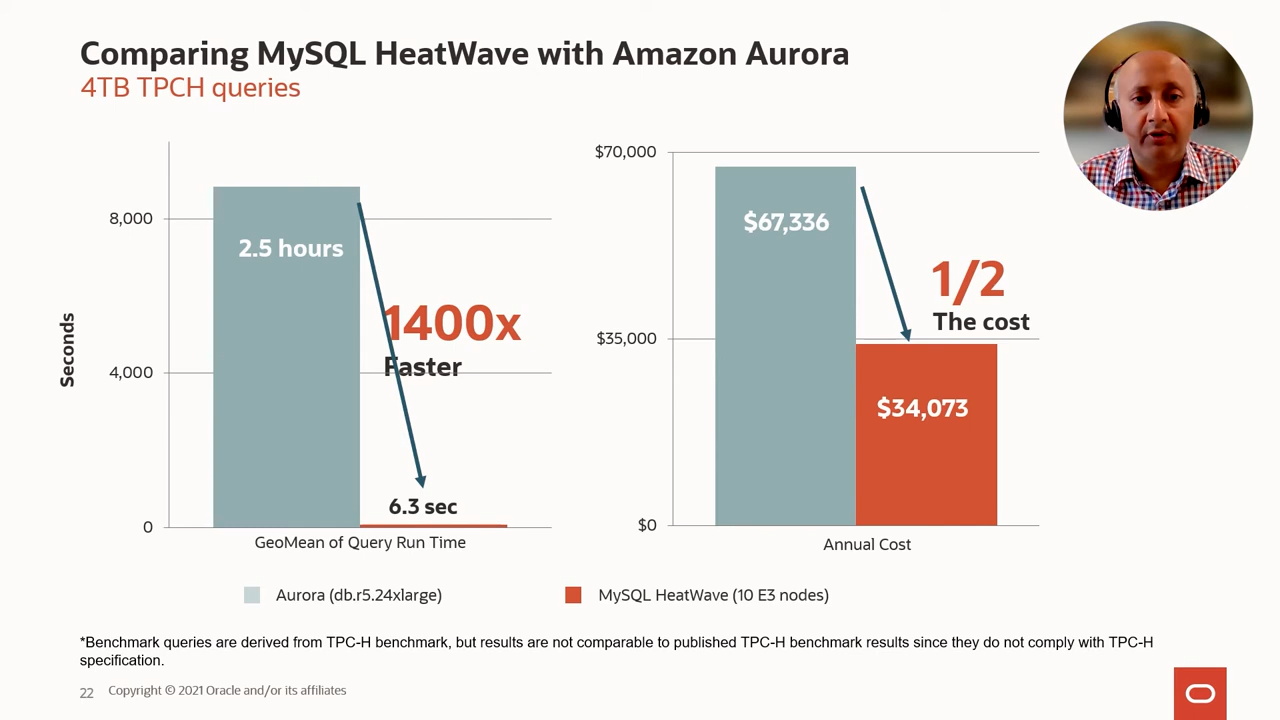 Comparing MySQL HeatWave with Amazon Aurora
4TB TPCH queries
Seconds
8,000
4,000
0
2.5 hours
1400x
Faster
6.3 sec
GeoMean of Query Run Time
$70,000
$35,000
$0
$67,336
1/2
The cost
$34,073
Annual Cost
Aurora (db.r5.24xlarge)
MySQL HeatWave (10 E3 nodes)
*Benchmark queries are derived from TPC-H benchmark, but results are not comparable to published TPC-H benchmark results since they do not comply with TPC-H
specification.
22
Copyright © 2021 Oracle and/or its affiliates